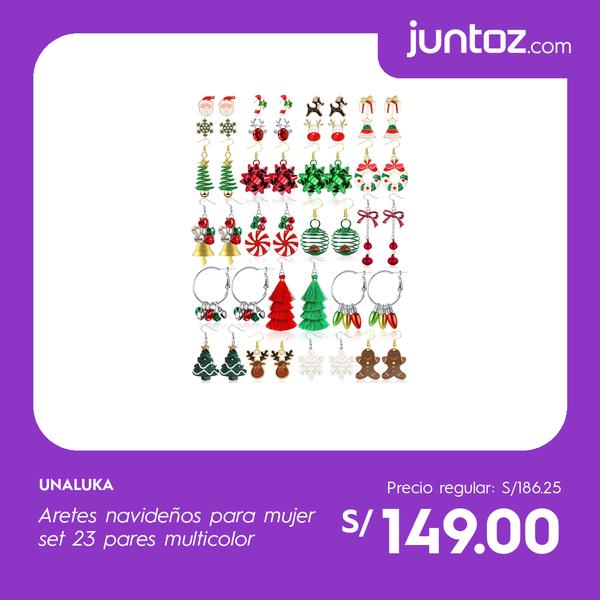 juntoz.com
UNALUKA
Aretes navideños para mujer
set 23 pares multicolor
Precio regular: S/186.25
S/149.00